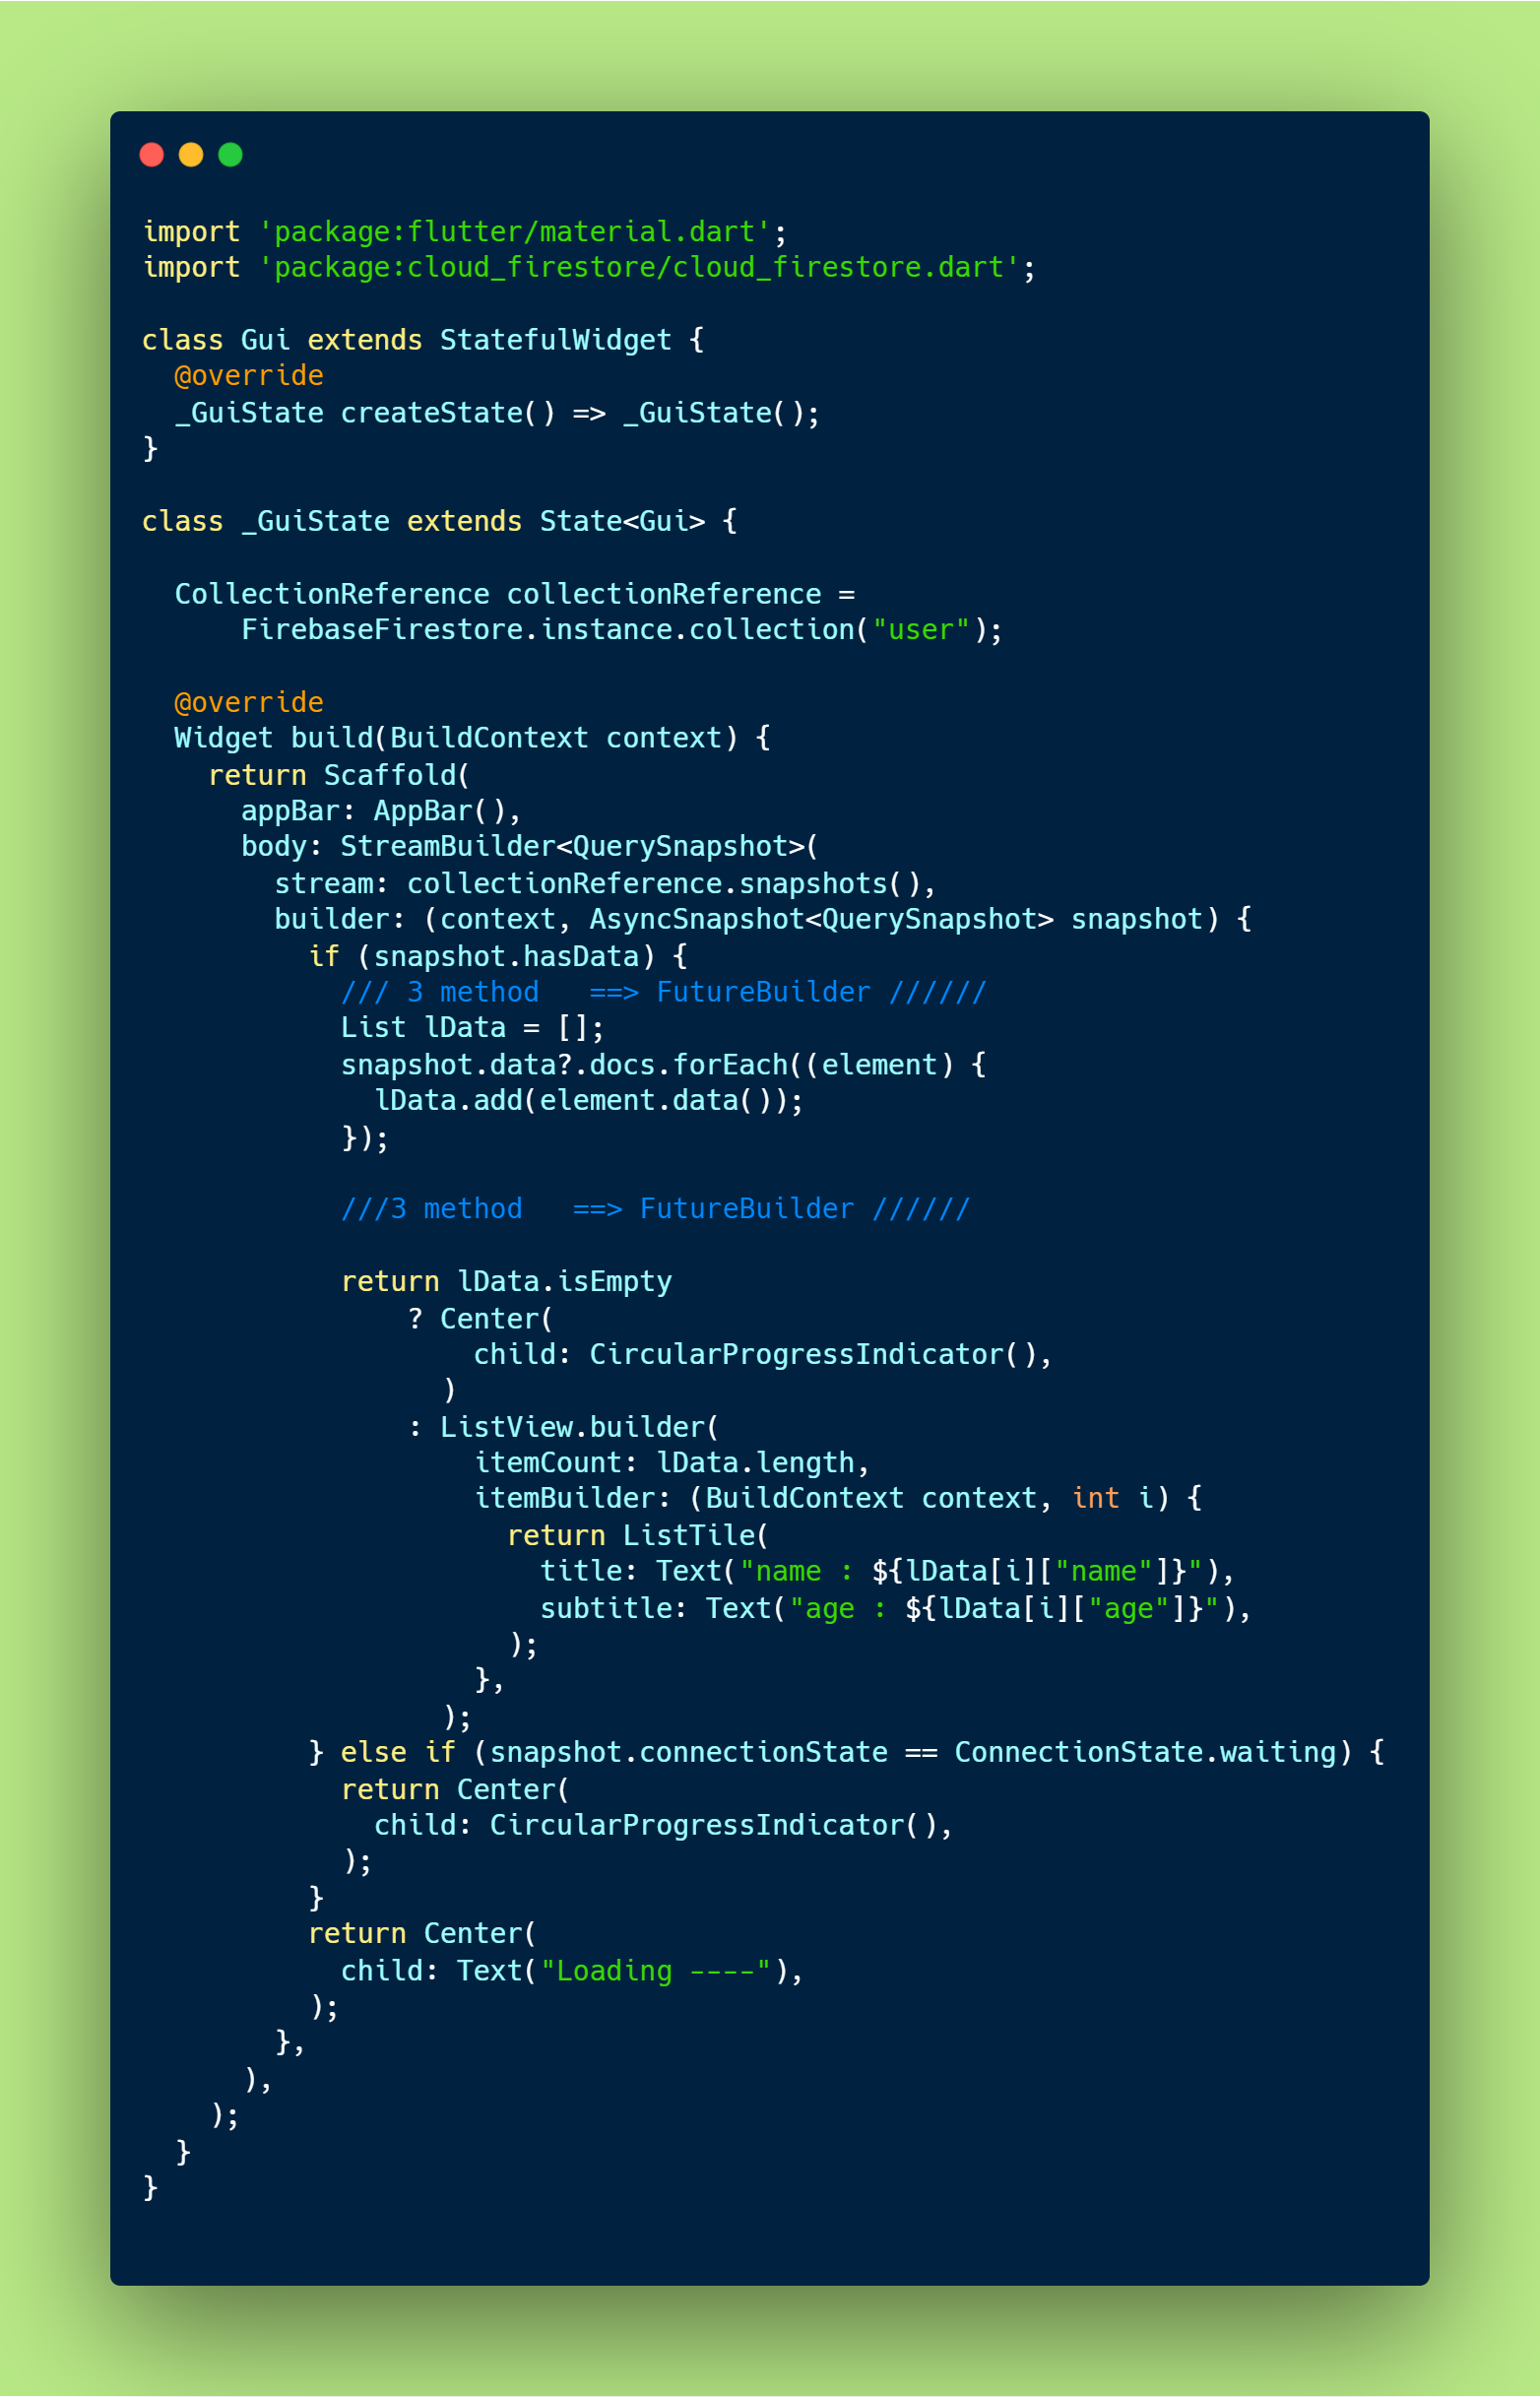 import 'package:flutter/material.dart';
import 'package:cloud_firestore/cloud_firestore.dart';

class Gui extends StatefulWidget {
  @override
  _GuiState createState() => _GuiState();
}

class _GuiState extends State<Gui> {

  CollectionReference collectionReference =
      FirebaseFirestore.instance.collection("user");

  @override
  Widget build(BuildContext context) {
    return Scaffold(
      appBar: AppBar(),
      body: StreamBuilder<QuerySnapshot>(
        stream: collectionReference.snapshots(),
        builder: (context, AsyncSnapshot<QuerySnapshot> snapshot) {
          if (snapshot.hasData) {
            /// 3 method   ==> FutureBuilder //////
            List lData = [];
            snapshot.data?.docs.forEach((element) {
              lData.add(element.data());
            });

            ///3 method   ==> FutureBuilder //////

            return lData.isEmpty
                ? Center(
                    child: CircularProgressIndicator(),
                  )
                : ListView.builder(
                    itemCount: lData.length,
                    itemBuilder: (BuildContext context, int i) {
                      return ListTile(
                        title: Text("name : ${lData[i]["name"]}"),
                        subtitle: Text("age : ${lData[i]["age"]}"),
                      );
                    },
                  );
          } else if (snapshot.connectionState == ConnectionState.waiting) {
            return Center(
              child: CircularProgressIndicator(),
            );
          }
          return Center(
            child: Text("Loading ----"),
          );
        },
      ),
    );
  }
}